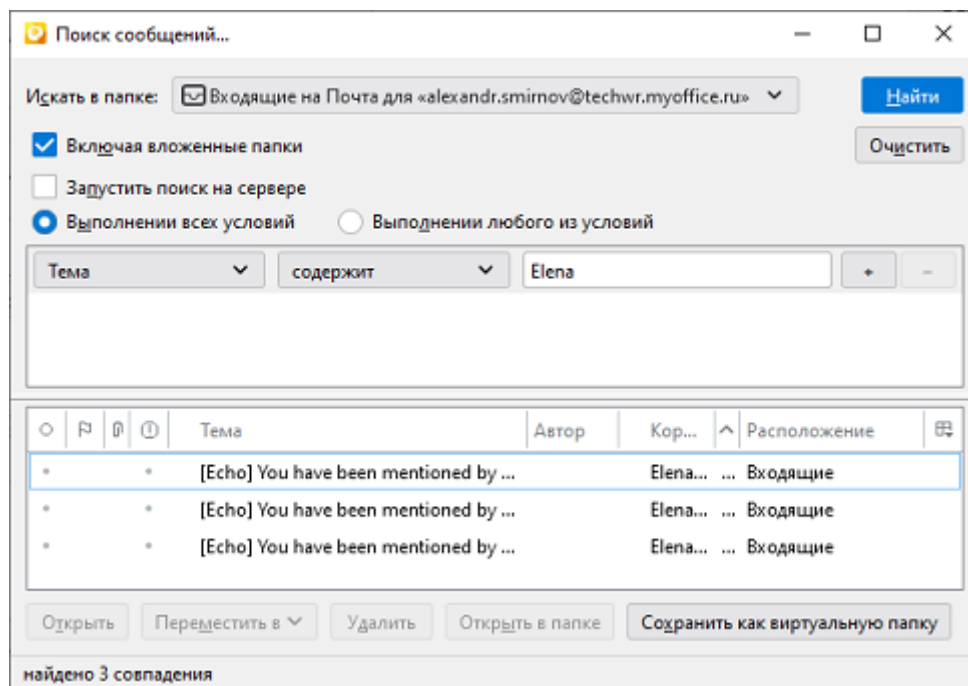 Поиск сообщений...
Искать в папке: Входящие на Почта для «alexandr.smirnov@techwr.myoffice.ru» Найти
Включая вложенные папки Очистить
Запустить поиск на сервере
Выполнении всех условий Выполнении любого из условий
Тема содержит Elena + -
Тема Автор Кор... Расположение
[Echo] You have been mentioned by ... Elena... ... Входящие
[Echo] You have been mentioned by ... Elena... ... Входящие
[Echo] You have been mentioned by ... Elena... ... Входящие
Открыть Переместить в Удалить Открыть в папке Сохранить как виртуальную папку
найдено 3 совпадения